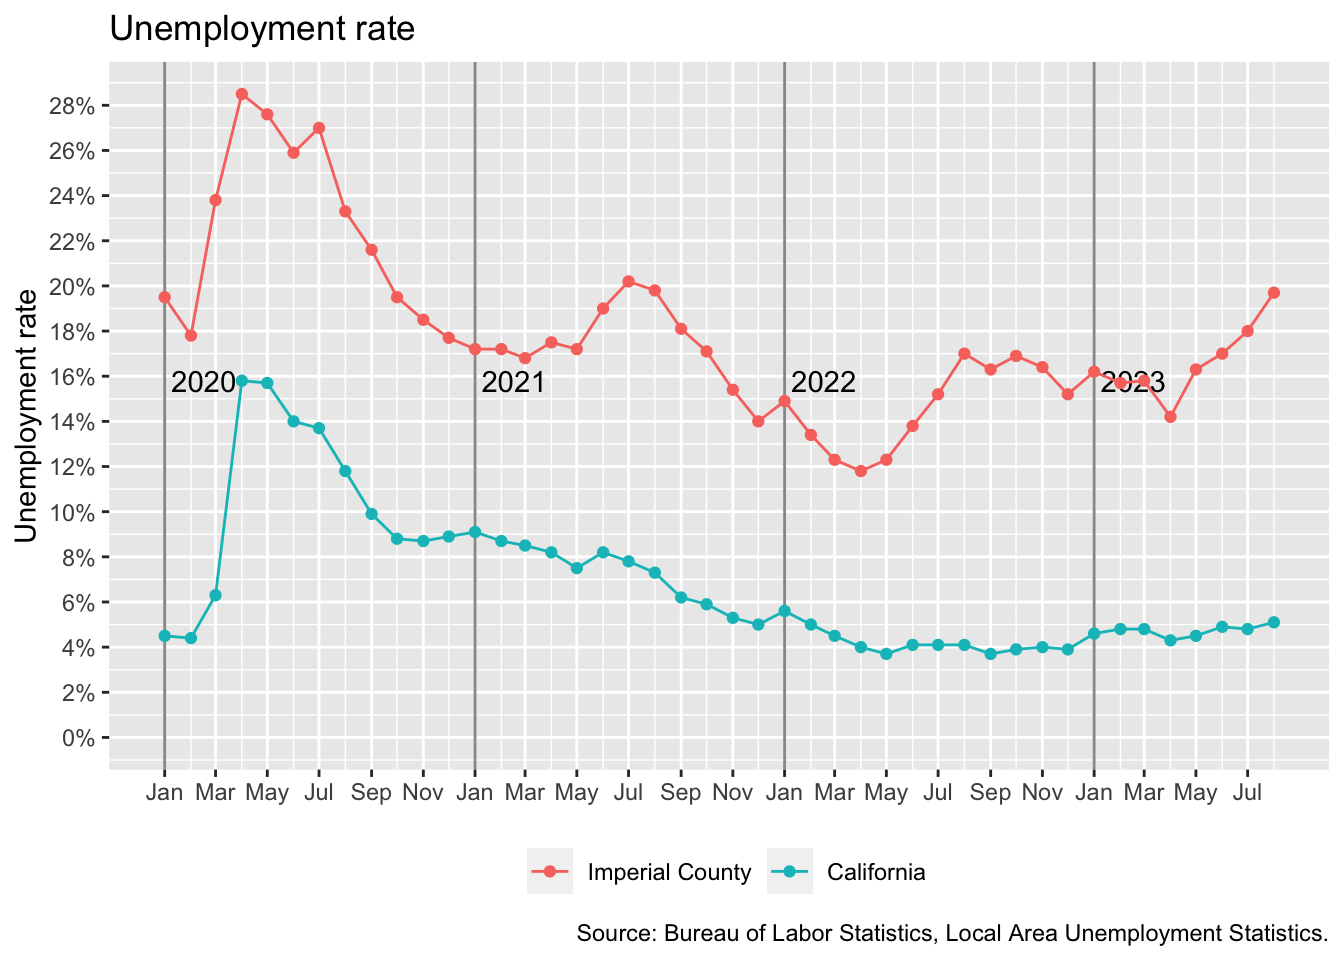 Unemployment rate
Unemployment rate
28%
26%
24%
22%
20%
18%
16%
14%
12%
10%
8%
6%
4%
2%
0%
2020 2021 2022 2023
Jan Mar May Jul Sep Nov Jan Mar May Jul Sep Nov Jan Mar May Jul Sep Nov Jan Mar May Jul
Imperial County California
Source: Bureau of Labor Statistics, Local Area Unemployment Statistics.